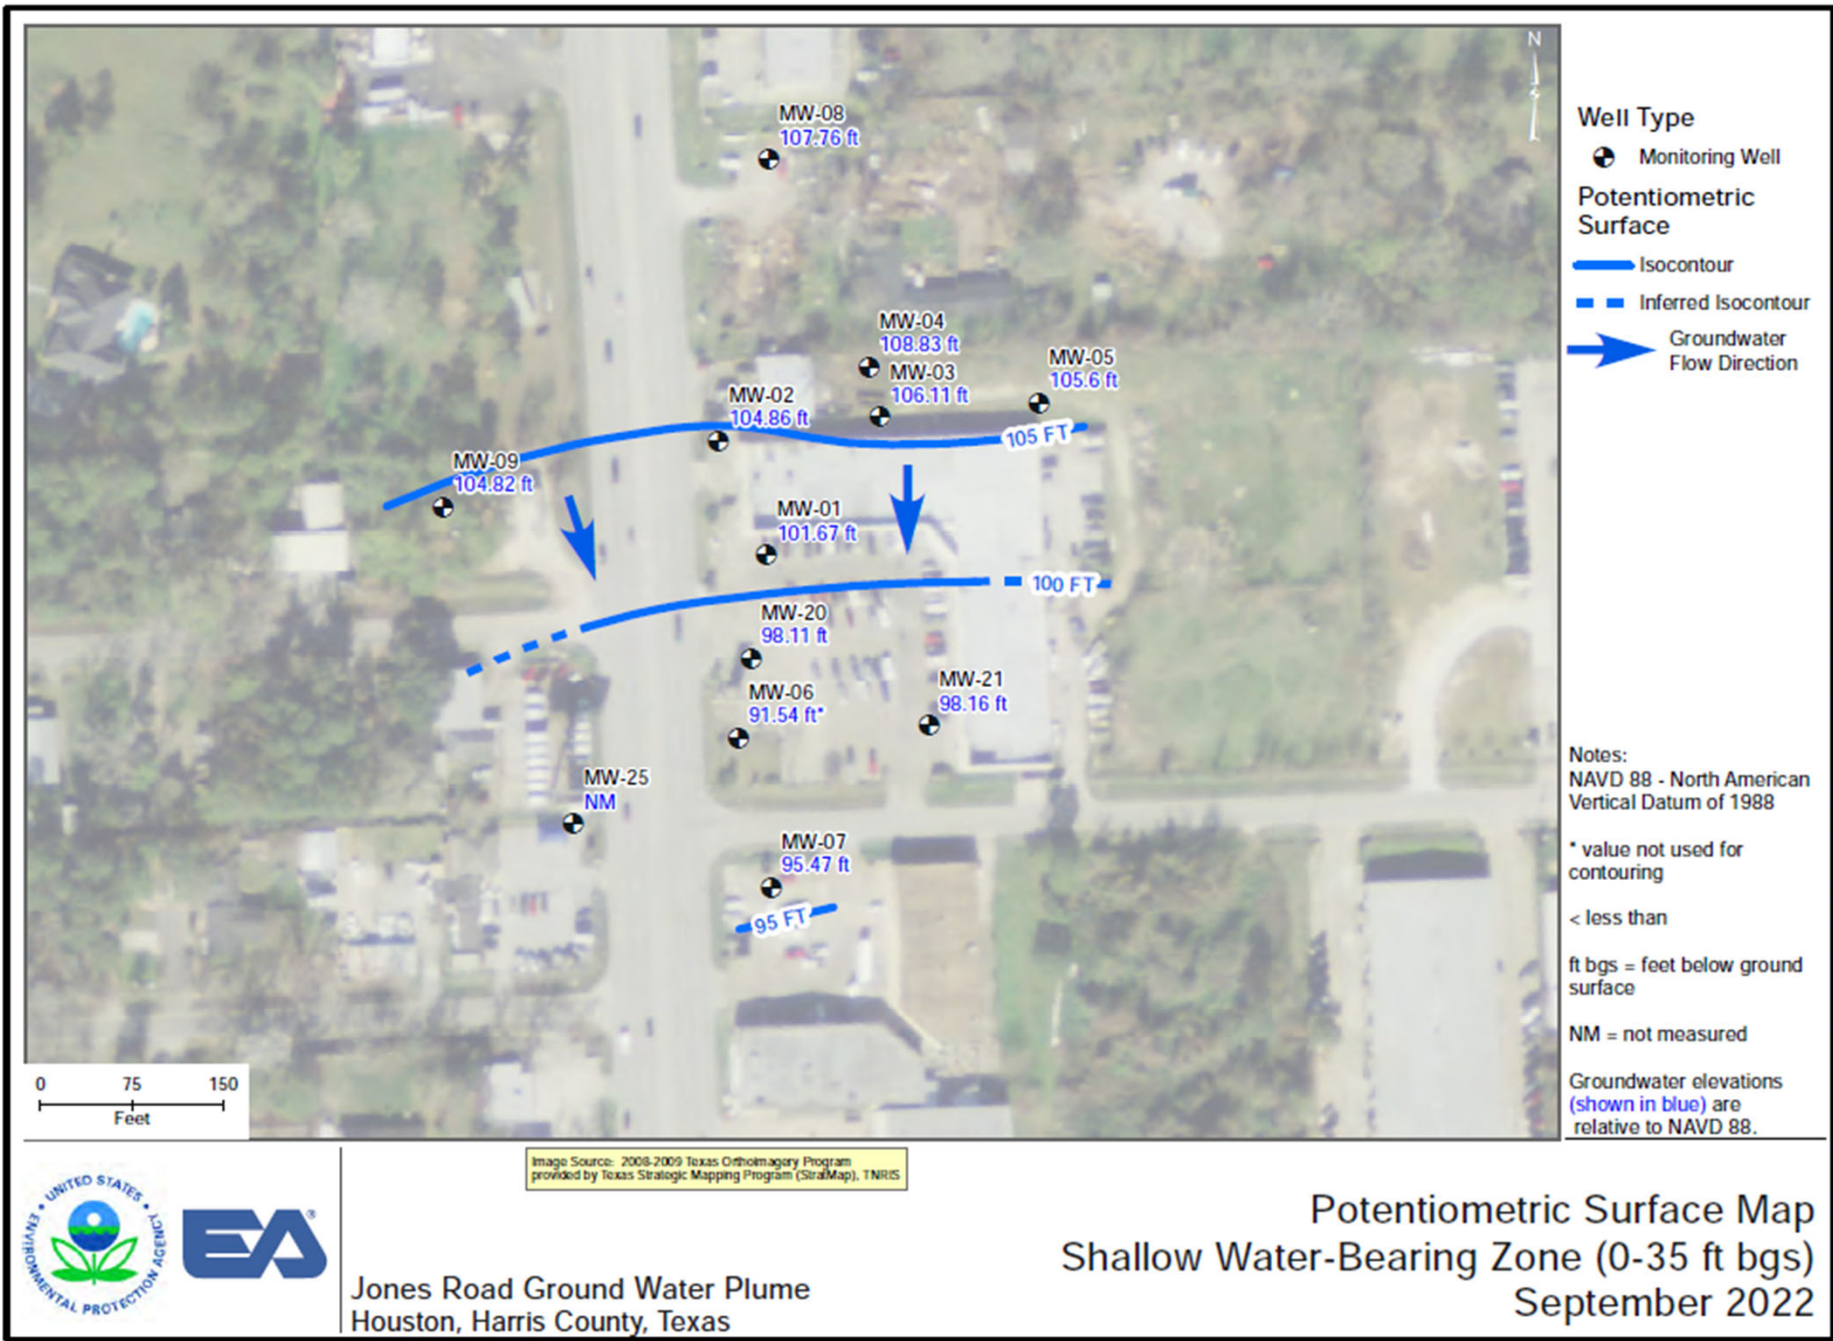 N
MW-08
107.76 ft
MW-04
108.83 ft
MW-03
106.11 ft
MW-05
105.6 ft
MW-02
104.86 ft
105 FT
MW-09
104.82 ft
MW-01
101.67 ft
100 FT
MW-20
98.11 ft
MW-06
91.54 ft*
MW-21
98.16 ft
MW-25
NM
MW-07
95.47 ft
95 FT
0 75 150
Feet
Well Type
Monitoring Well
Potentiometric
Surface
Isocontour
Inferred Isocontour
Groundwater
Flow Direction
Notes:
NAVD 88 - North American
Vertical Datum of 1988
* value not used for
contouring
< less than
ft bgs = feet below ground
surface
NM = not measured
Groundwater elevations
(shown in blue) are
relative to NAVD 88.
Image Source: 2008-2009 Texas Orthoimagery Program
provided by Texas Strategic Mapping Program (StratMap), TNRIS
UNITED STATES
ENVIRONMENTAL PROTECTION AGENCY
EA®
Jones Road Ground Water Plume
Houston, Harris County, Texas
Potentiometric Surface Map
Shallow Water-Bearing Zone (0-35 ft bgs)
September 2022